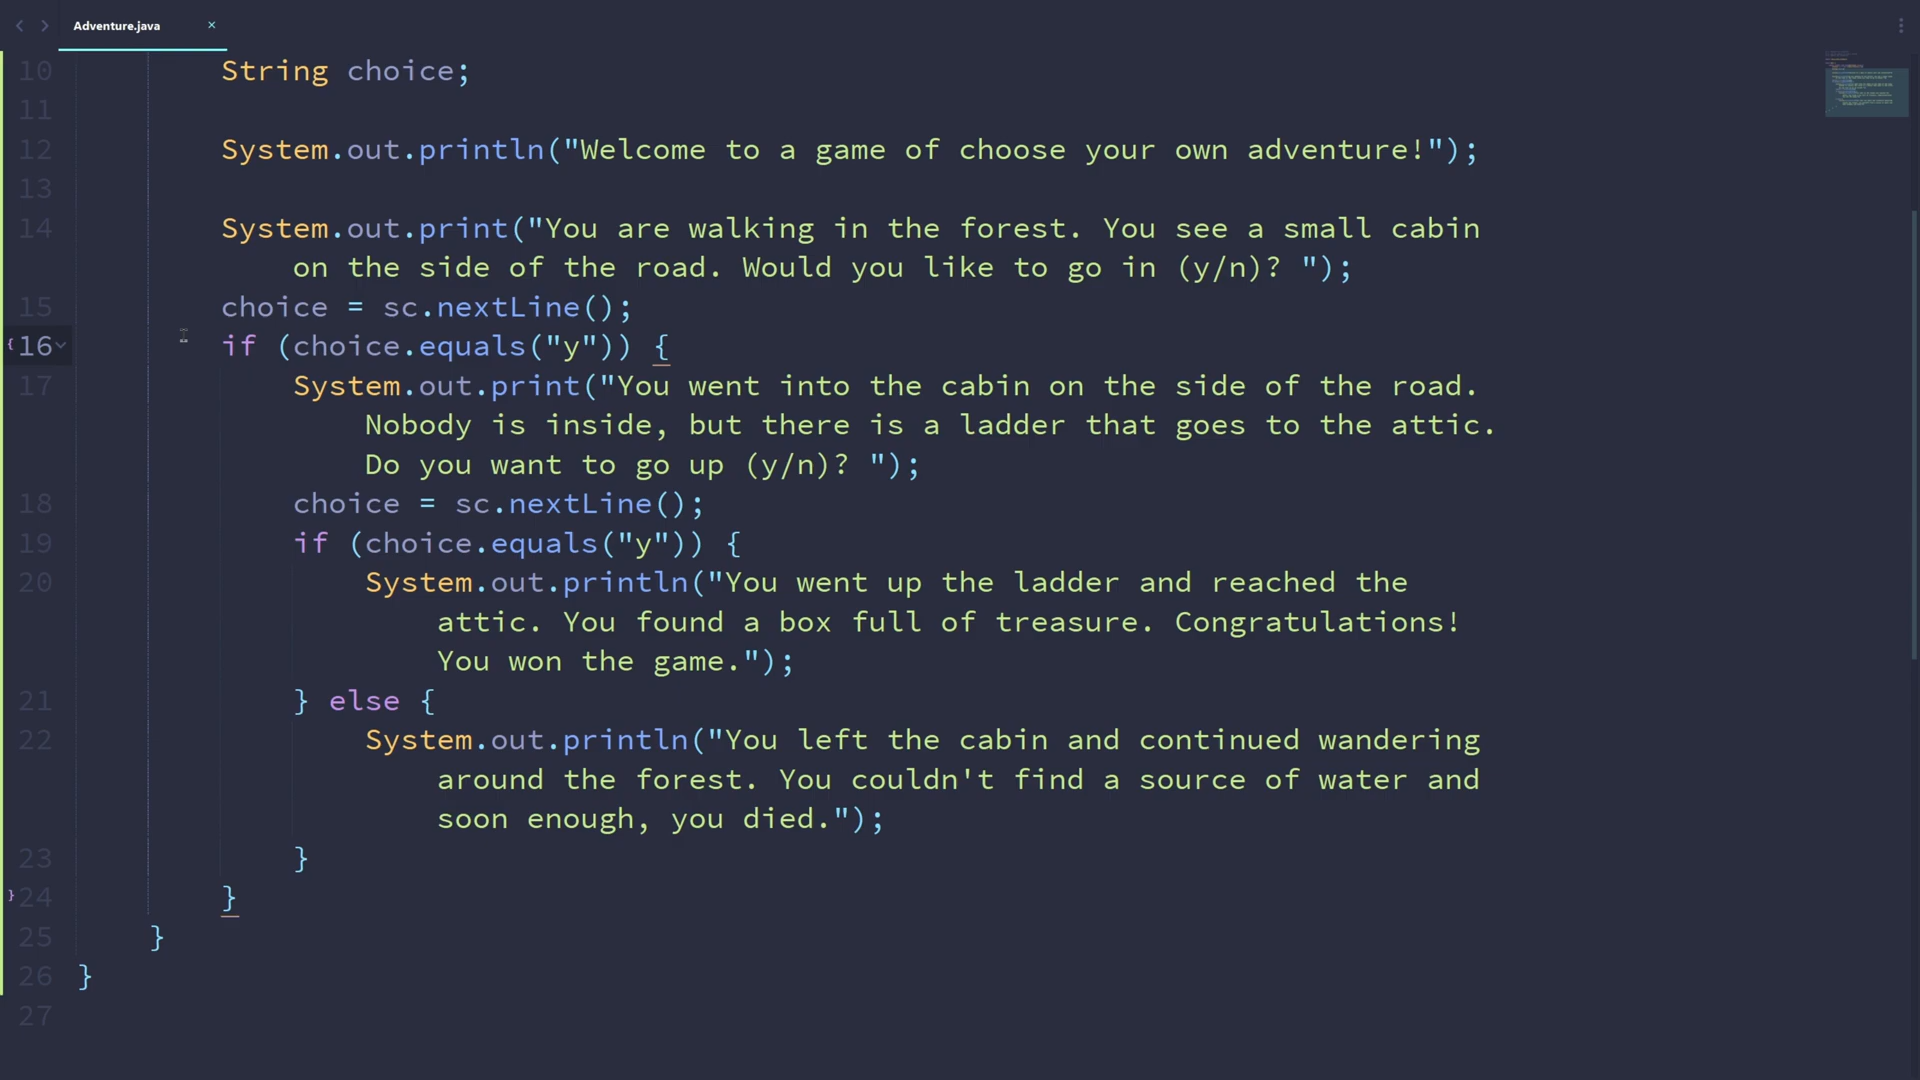 Adventure.java ×
10 String choice;
11
12 System.out.println("Welcome to a game of choose your own adventure!");
13
14 System.out.print("You are walking in the forest. You see a small cabin
on the side of the road. Would you like to go in (y/n)? ");
15 choice = sc.nextLine();
{ 16 if (choice.equals("y")) {
17 System.out.print("You went into the cabin on the side of the road.
Nobody is inside, but there is a ladder that goes to the attic.
Do you want to go up (y/n)? ");
18 choice = sc.nextLine();
19 if (choice.equals("y")) {
20 System.out.println("You went up the ladder and reached the
attic. You found a box full of treasure. Congratulations!
You won the game.");
21 } else {
22 System.out.println("You left the cabin and continued wandering
around the forest. You couldn't find a source of water and
soon enough, you died.");
23 }
} 24 }
25 }
26 }
27